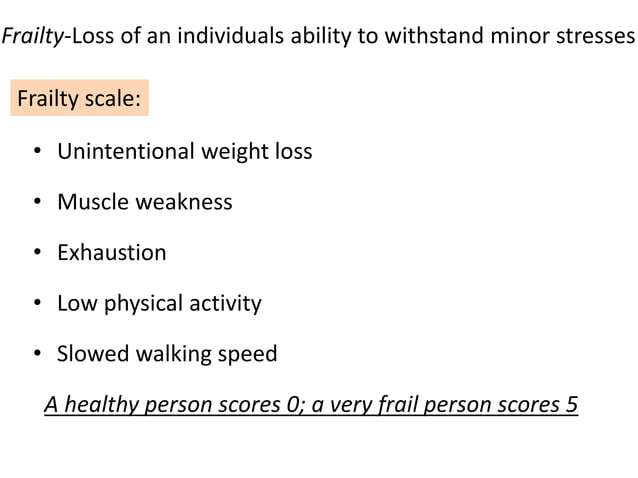 Frailty-Loss of an individuals ability to withstand minor stresses
Frailty scale:
• Unintentional weight loss
• Muscle weakness
• Exhaustion
• Low physical activity
• Slowed walking speed
A healthy person scores 0; a very frail person scores 5